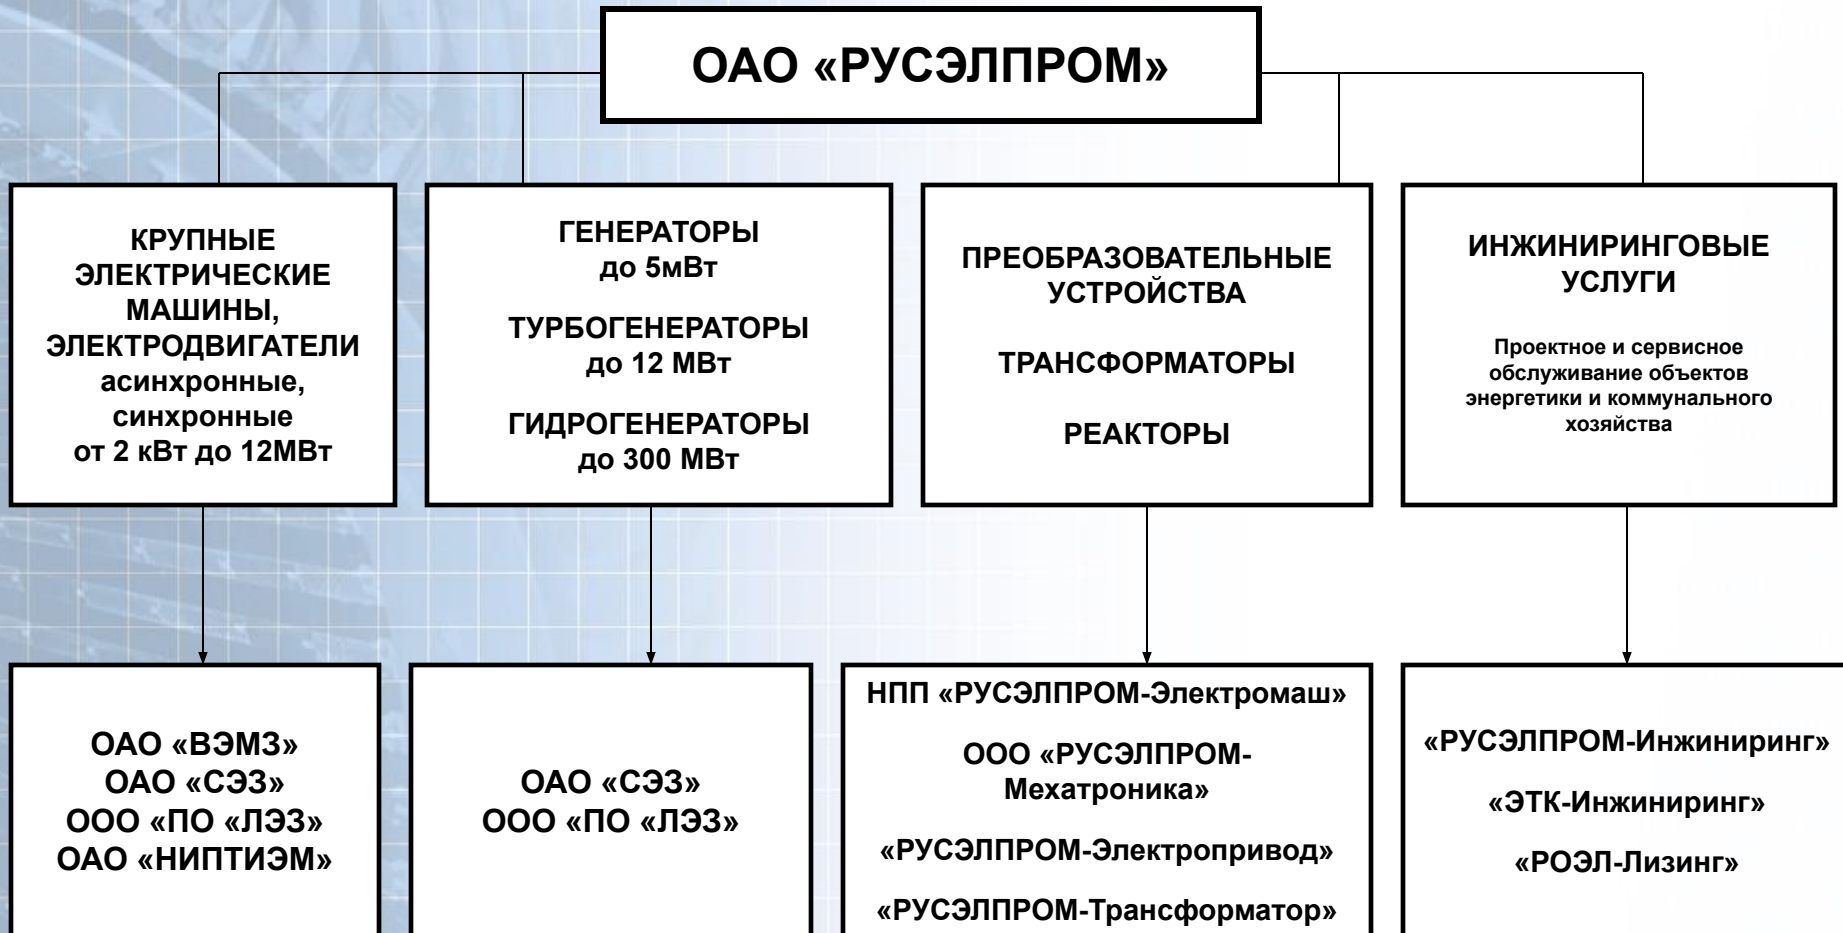 ОАО «РУСЭЛПРОМ»
КРУПНЫЕ
ЭЛЕКТРИЧЕСКИЕ
МАШИНЫ,
ЭЛЕКТРОДВИГАТЕЛИ
асинхронные,
синхронные
от 2 кВт до 12МВт
ГЕНЕРАТОРЫ
до 5мВт
ТУРБОГЕНЕРАТОРЫ
до 12 МВт
ГИДРОГЕНЕРАТОРЫ
до 300 МВт
ПРЕОБРАЗОВАТЕЛЬНЫЕ
УСТРОЙСТВА
ТРАНСФОРМАТОРЫ
РЕАКТОРЫ
ИНЖИНИРИНГОВЫЕ
УСЛУГИ
Проектное и сервисное
обслуживание объектов
энергетики и коммунального
хозяйства
ОАО «ВЭМЗ»
ОАО «СЭЗ»
ООО «ПО «ЛЭЗ»
ОАО «НИПТИЭМ»
ОАО «СЭЗ»
ООО «ПО «ЛЭЗ»
НПП «РУСЭЛПРОМ-Электромаш»
ООО «РУСЭЛПРОМ-
Мехатроника»
«РУСЭЛПРОМ-Электропривод»
«РУСЭЛПРОМ-Трансформатор»
«РУСЭЛПРОМ-Инжиниринг»
«ЭТК-Инжиниринг»
«РОЭЛ-Лизинг»